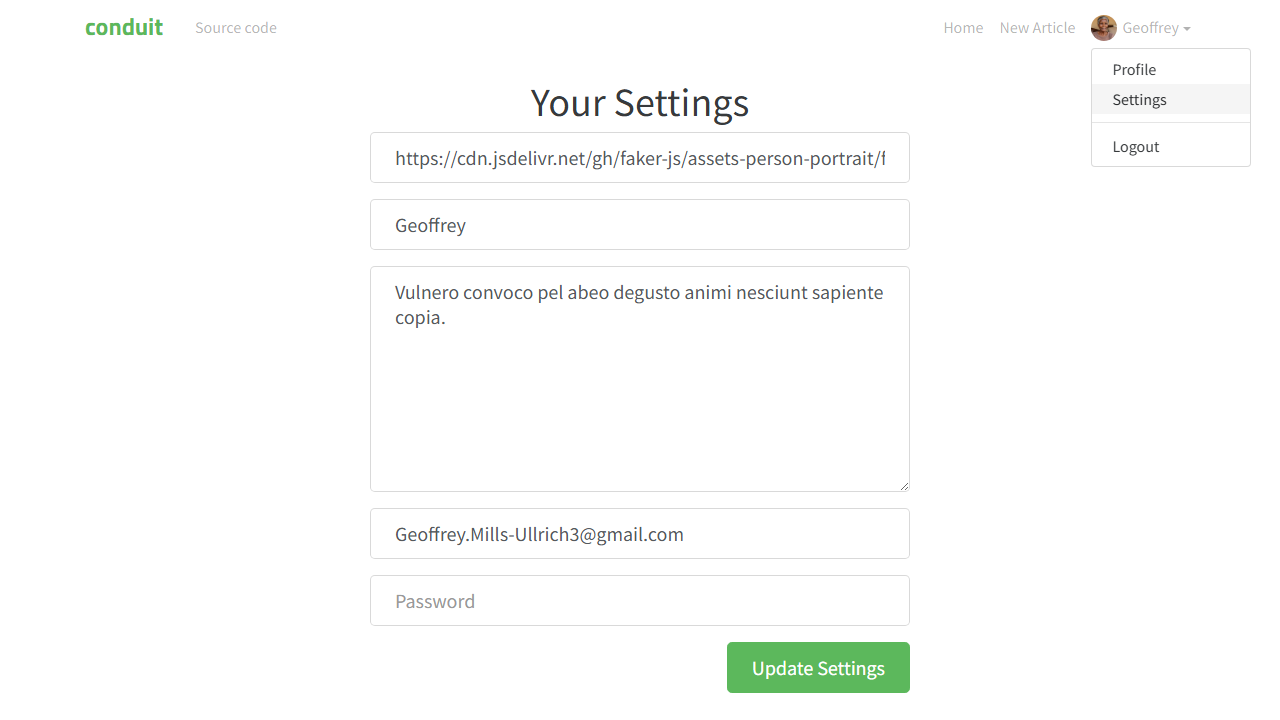 conduit
Source code
Home
New Article
Geoffrey
Profile
Settings
Logout
Your Settings
https://cdn.jsdelivr.net/gh/faker-js/assets-person-portrait/f
Geoffrey
Vulnero convoco pel abeo degusto animi nesciunt sapiente
copia.
Geoffrey.Mills-Ullrich3@gmail.com
Password
Update Settings